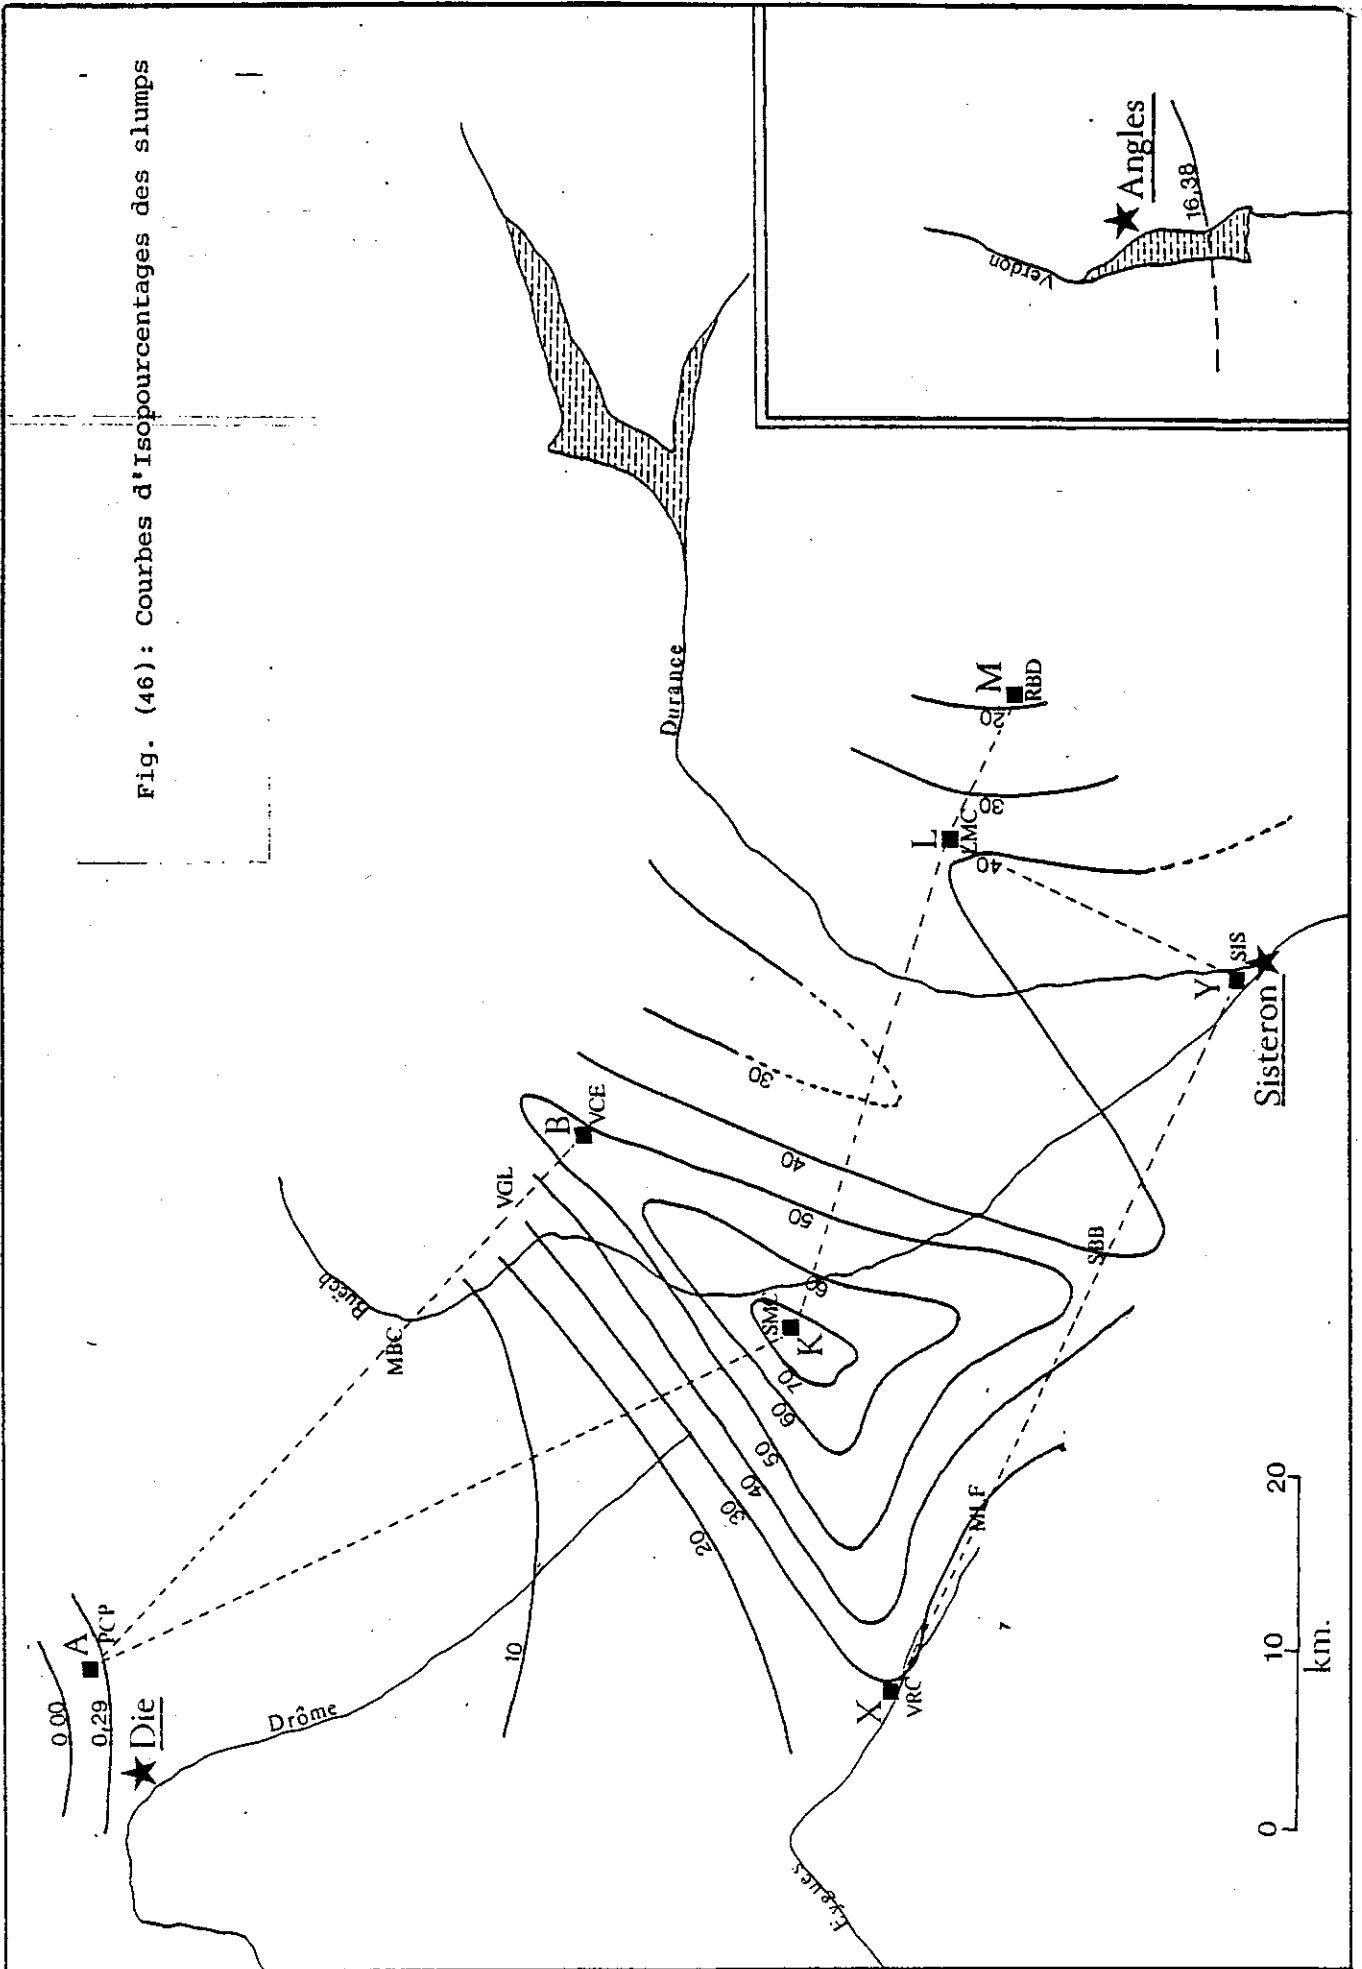 Fig. (46): Courbes d'Isopourcentages des slumps
0,00
0,29
A
PCP
Die
Drôme
10
20
30
40
50
60
70
Buëch
MBC
VGL
B
VCE
SMC
K
60
50
40
30
Durance
L
LMC
40
30
20
M
RBD
X
VRC
MLF
SBB
Y
SIS
Sisteron
Eygues
0
10
20
km.
Verdon
Angles
16,38